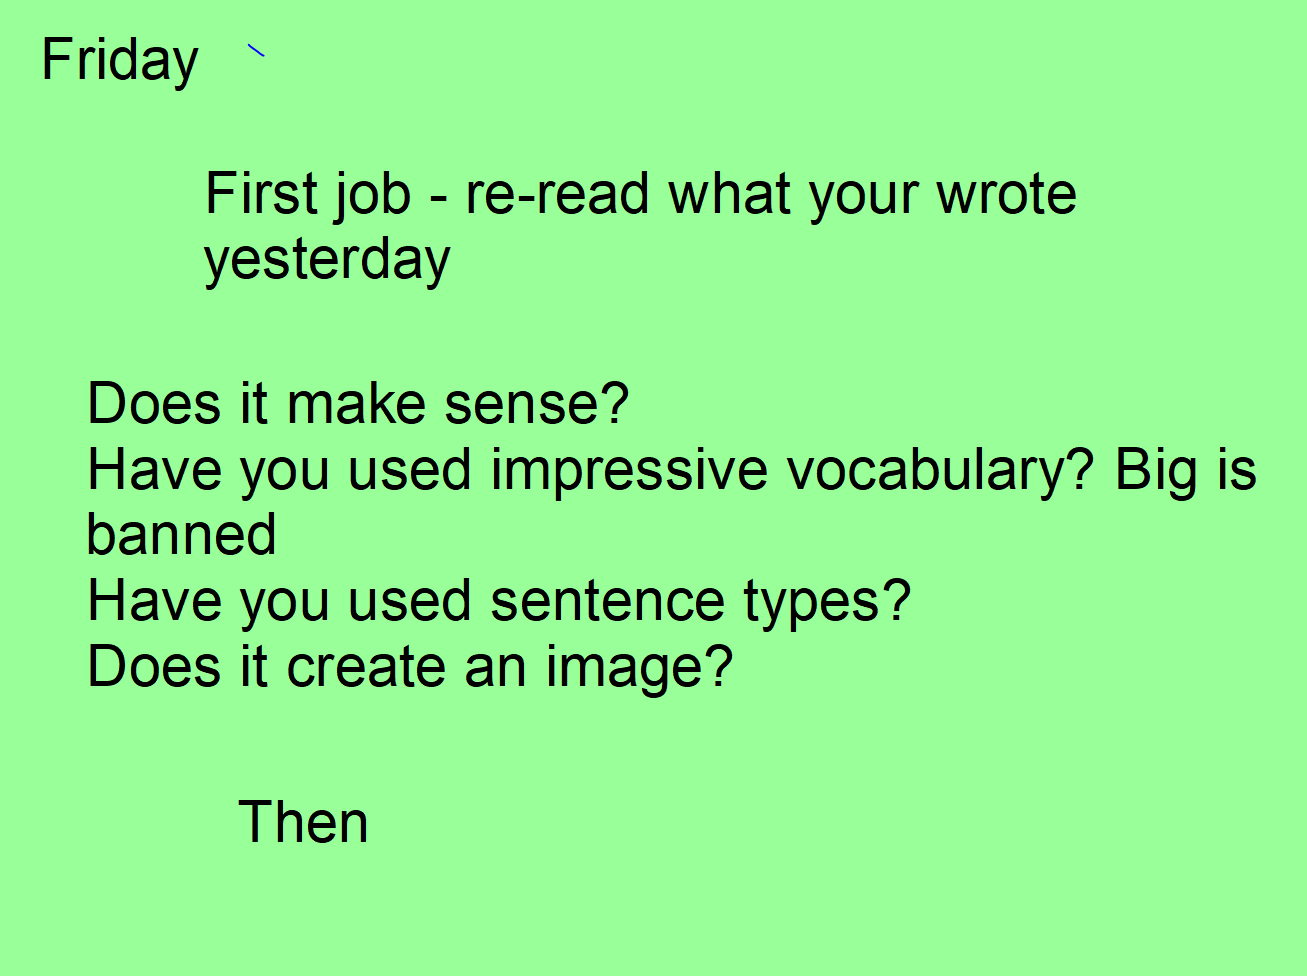 Friday
First job - re-read what your wrote
yesterday
Does it make sense?
Have you used impressive vocabulary? Big is
banned
Have you used sentence types?
Does it create an image?
Then